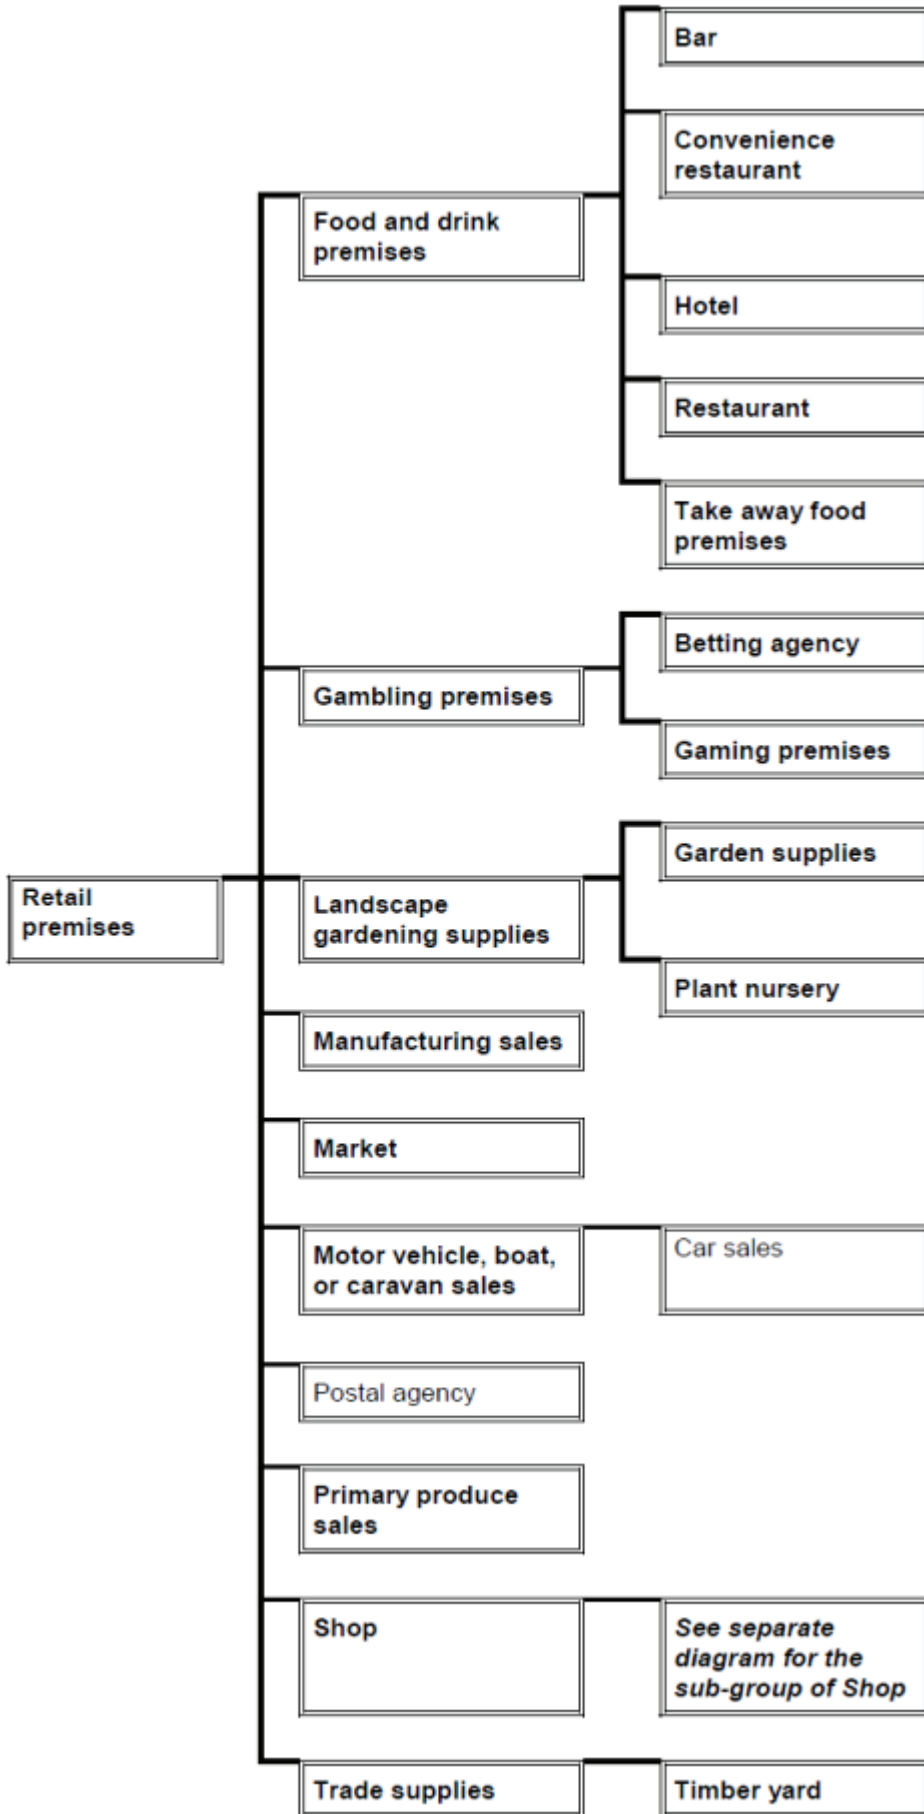 Bar
Convenience
restaurant
Food and drink
premises
Hotel
Restaurant
Take away food
premises
Betting agency
Gambling premises
Gaming premises
Garden supplies
Retail
premises
Landscape
gardening supplies
Plant nursery
Manufacturing sales
Market
Motor vehicle, boat,
or caravan sales
Car sales
Postal agency
Primary produce
sales
Shop
See separate
diagram for the
sub-group of Shop
Trade supplies
Timber yard